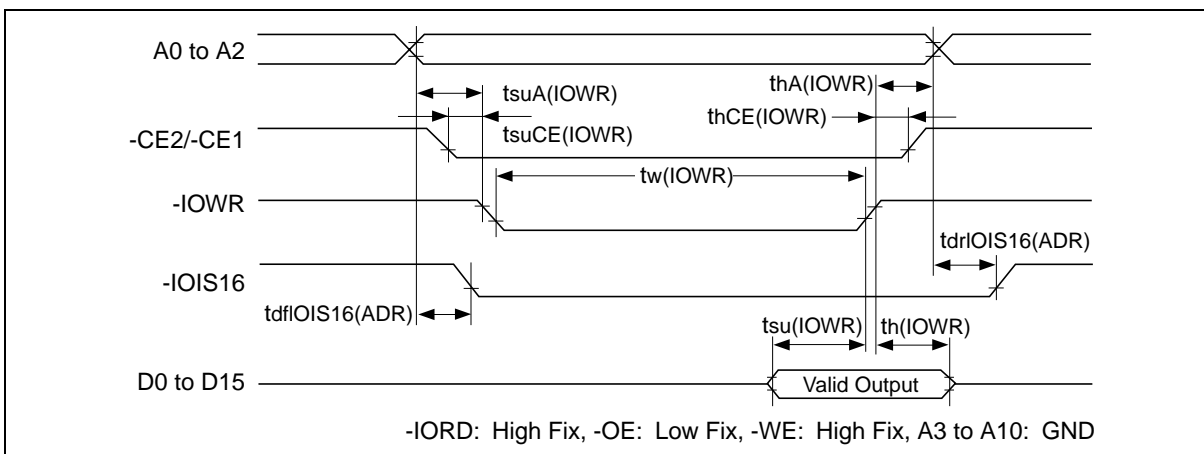 A0 to A2
tsuA(IOWR)
thA(IOWR)
thCE(IOWR)
-CE2/-CE1
tsuCE(IOWR)
tw(IOWR)
-IOWR
tdrIOIS16(ADR)
-IOIS16
tdfIOIS16(ADR)
tsu(IOWR)
th(IOWR)
D0 to D15
Valid Output
-IORD: High Fix, -OE: Low Fix, -WE: High Fix, A3 to A10: GND